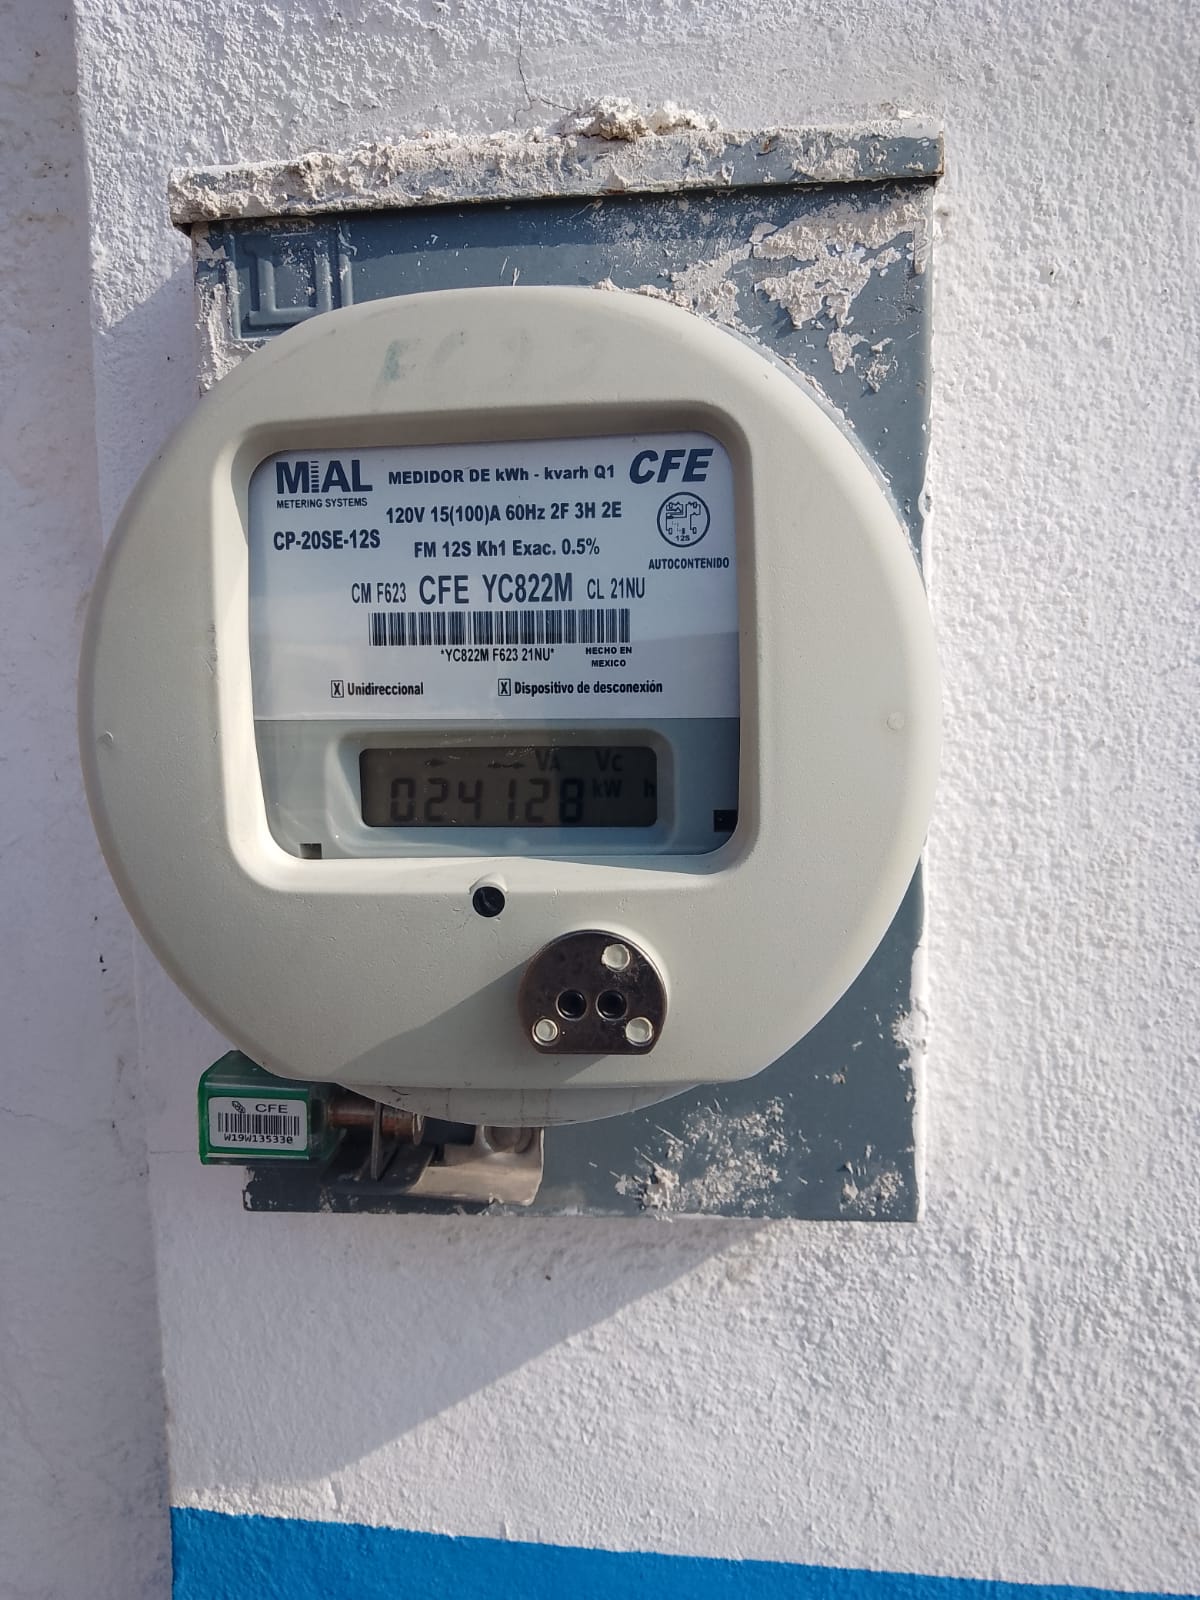 MIAL
METERING SYSTEMS
MEDIDOR DE kWh - kvarh Q1
CFE
120V 15(100)A 60Hz 2F 3H 2E
CP-20SE-12S
FM 12S Kh1 Exac. 0.5%
12S
AUTOCONTENIDO
CM F623 CFE YC822M CL 21NU
*YC822M F623 21NU*
HECHO EN
MEXICO
X Unidireccional
X Dispositivo de desconexión
VA Vc
024128 kW h
CFE
W19W135330